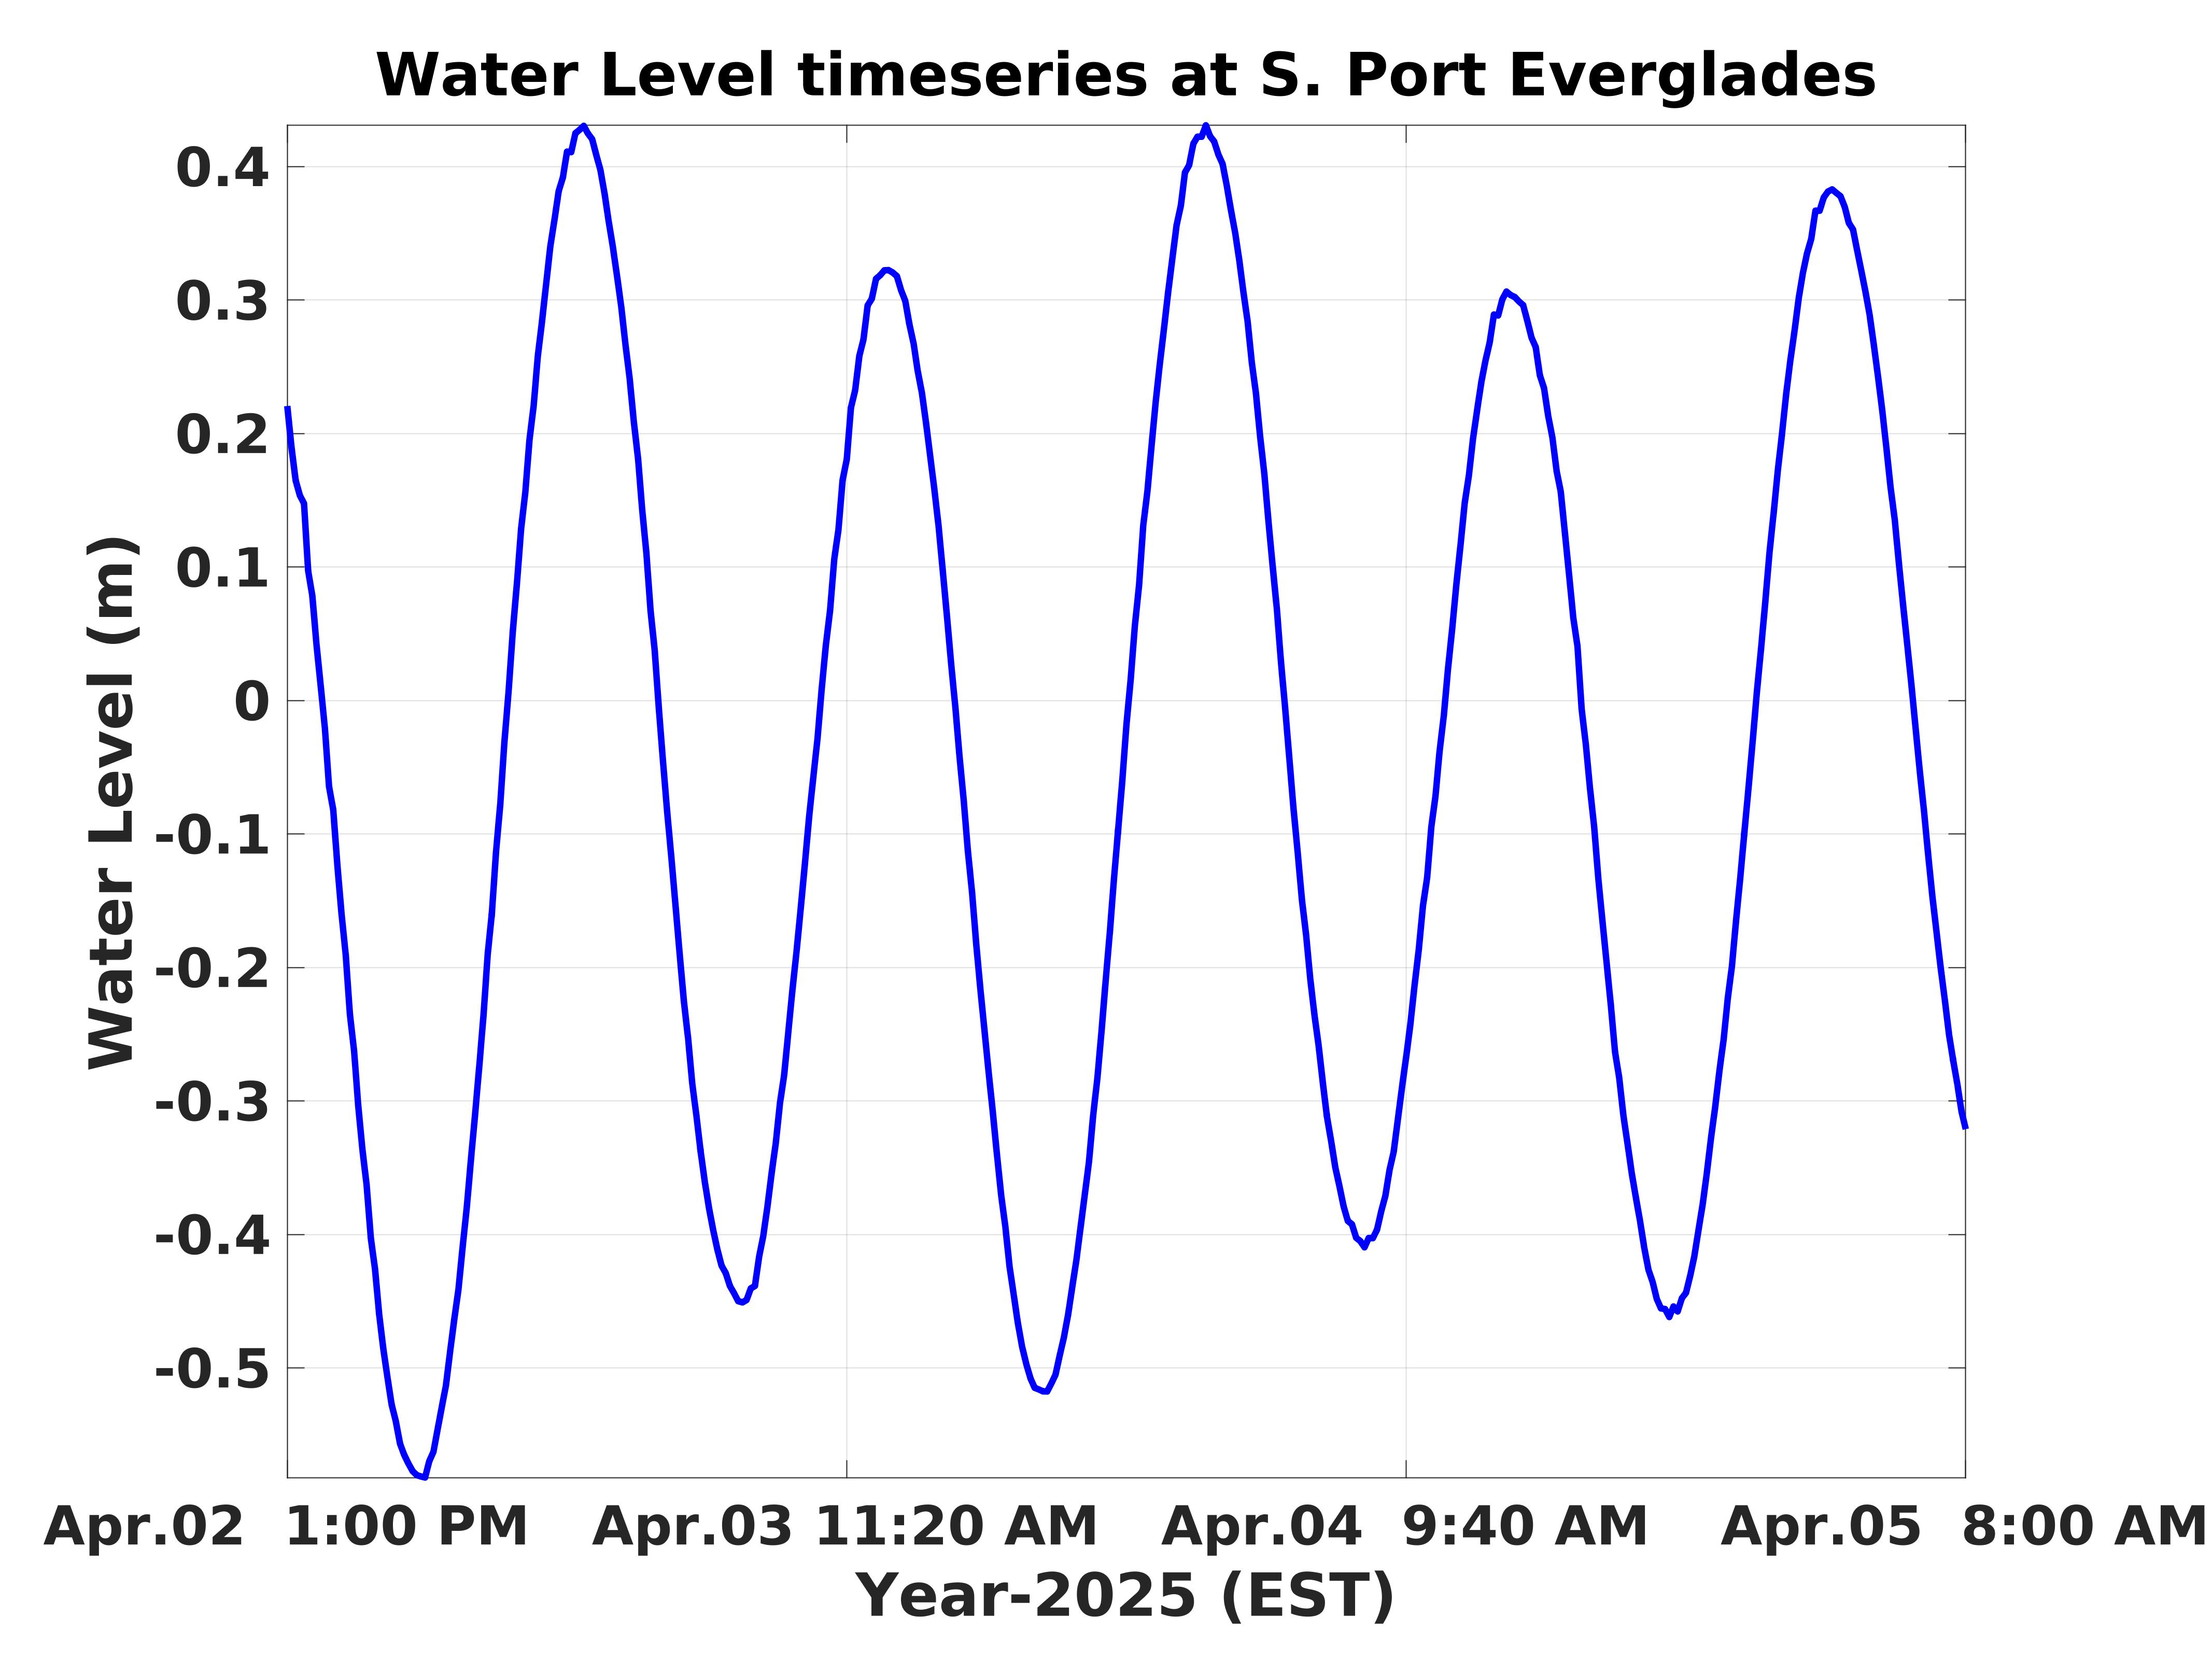 Water Level timeseries at S. Port Everglades
0.4
0.3
0.2
0.1
0
-0.1
-0.2
-0.3
-0.4
-0.5
Water Level (m)
Apr.02 1:00 PM Apr.03 11:20 AM Apr.04 9:40 AM Apr.05 8:00 AM
Year-2025 (EST)